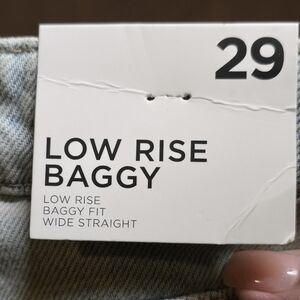 29
LOW RISE
BAGGY
LOW RISE
BAGGY FIT
WIDE STRAIGHT